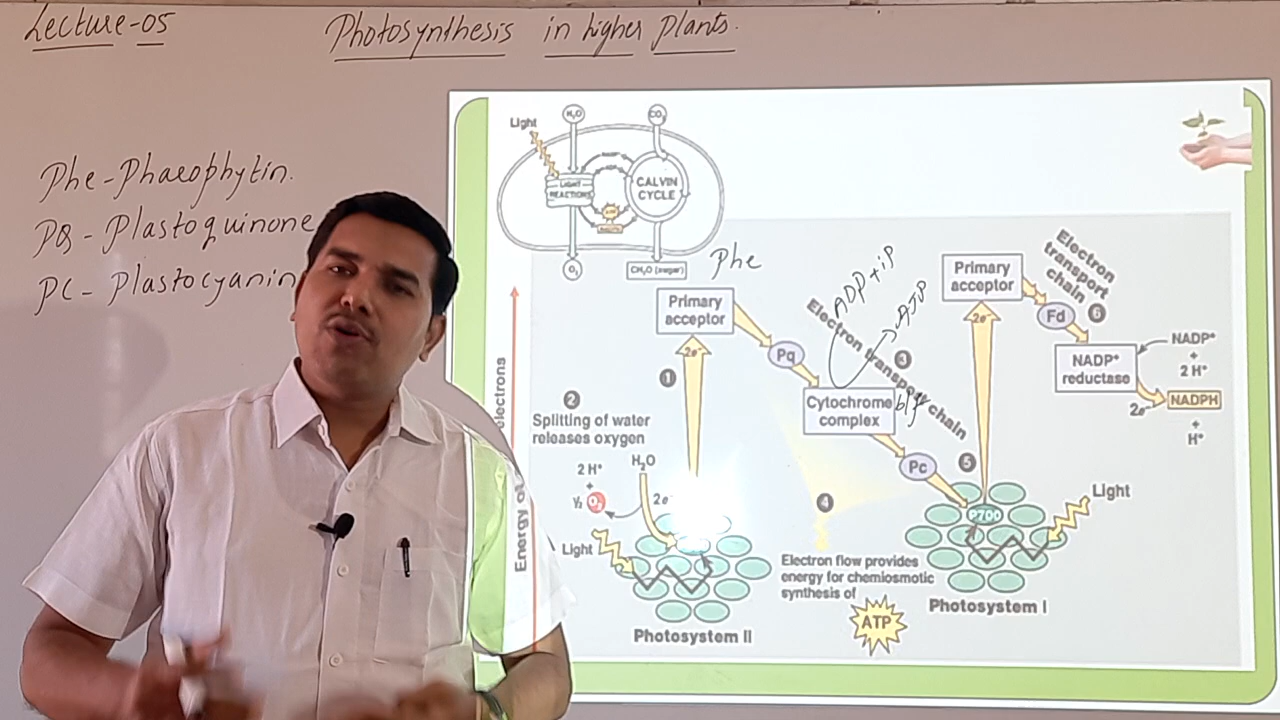 Lecture-05
Photosynthesis in higher Plants.
Phe-Phaeophytin.
PQ - Plastoquinone
PC - Plastocyanin
Light
H₂O
CO₂
LIGHT
REACTIONS
CALVIN
CYCLE
O₂
CH₂O (sugar)
Phe
ADP+iP
ATP
Primary
acceptor
2e⁻
1
Pq
Electron transport chain
3
Cytochrome b/f
complex
Pc
5
Primary
acceptor
2e⁻
Electron
transport
chain
6
Fd
NADP⁺
reductase
NADP⁺
+
2 H⁺
NADPH
2e⁻
+
H⁺
electrons
Energy of
2
Splitting of water
releases oxygen
H₂O
2 H⁺
+
½ O₂
2e⁻
Light
Photosystem II
4
Electron flow provides
energy for chemiosmotic
synthesis of
ATP
P700
Light
Photosystem I